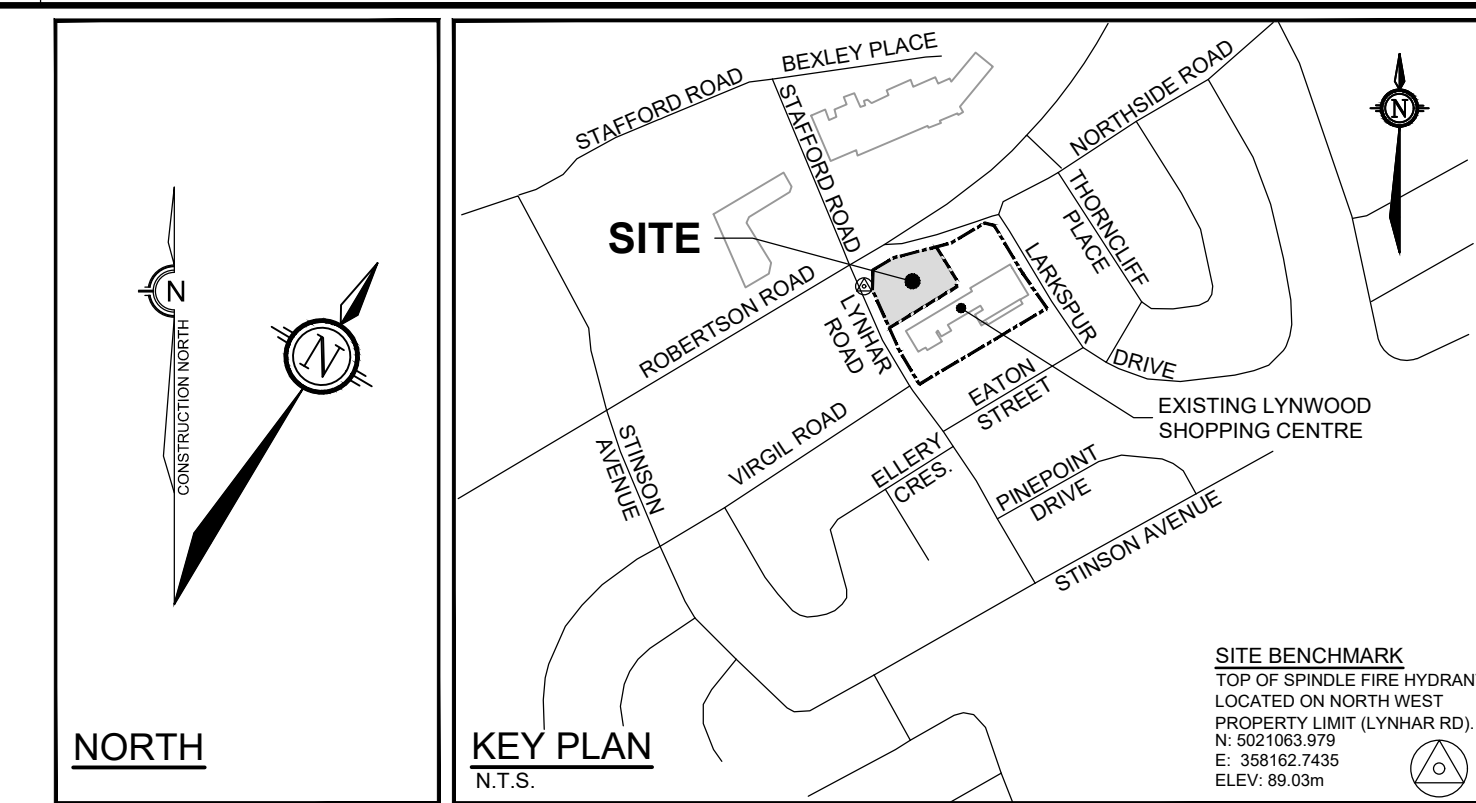 N
CONSTRUCTION NORTH
N
NORTH
BEXLEY PLACE
STAFFORD ROAD
STAFFORD ROAD
NORTHSIDE ROAD
N
THORNCLIFF
PLACE
SITE
LARKSPUR
DRIVE
ROBERTSON ROAD
LYNHAR
ROAD
EATON
STREET
EXISTING LYNWOOD
SHOPPING CENTRE
STINSON
AVENUE
VIRGIL ROAD
ELLERY
CRES.
PINEPOINT
DRIVE
STINSON AVENUE
KEY PLAN
N.T.S.
SITE BENCHMARK
TOP OF SPINDLE FIRE HYDRAN
LOCATED ON NORTH WEST
PROPERTY LIMIT (LYNHAR RD).
N: 5021063.979
E: 358162.7435
ELEV: 89.03m